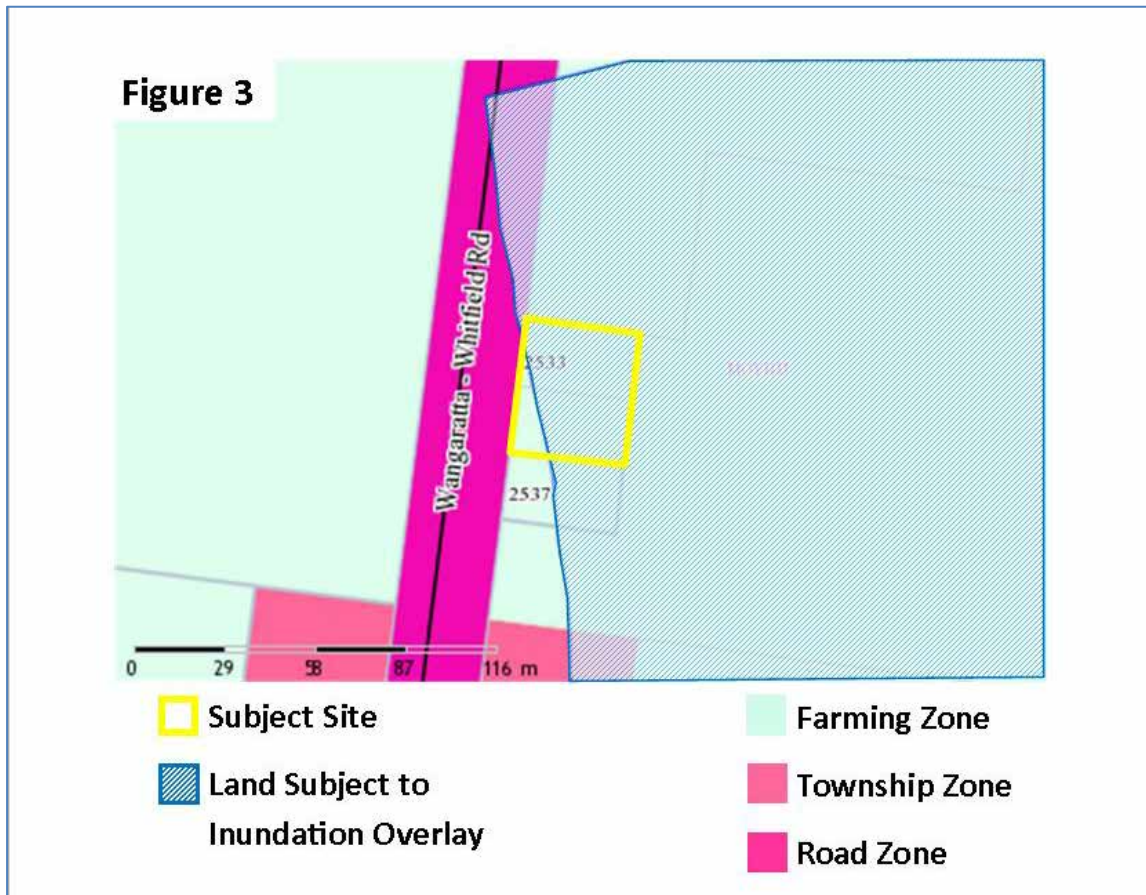 Figure 3
Wangaratta - Whitfield Rd
2533
2537
0 29 58 87 116 m
Subject Site
Land Subject to
Inundation Overlay
Farming Zone
Township Zone
Road Zone